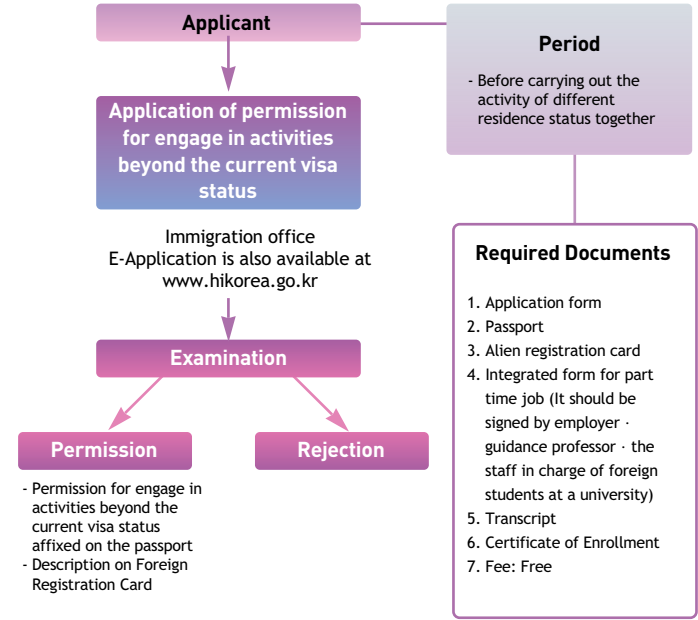 Applicant
Application of permission
for engage in activities
beyond the current visa
status
Immigration office
E-Application is also available at
www.hikorea.go.kr
Examination
Permission
- Permission for engage in
activities beyond the
current visa status
affixed on the passport
- Description on Foreign
Registration Card
Rejection
Period
- Before carrying out the
activity of different
residence status together
Required Documents
1. Application form
2. Passport
3. Alien registration card
4. Integrated form for part
time job (It should be
signed by employer ·
guidance professor · the
staff in charge of foreign
students at a university)
5. Transcript
6. Certificate of Enrollment
7. Fee: Free